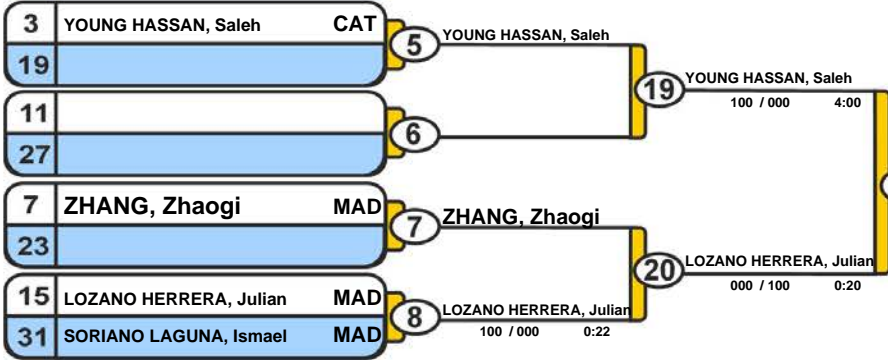 3 YOUNG HASSAN, Saleh CAT
19
5
YOUNG HASSAN, Saleh
11
27
6
19
YOUNG HASSAN, Saleh
100 / 000 4:00
7 ZHANG, Zhaogi MAD
23
7
ZHANG, Zhaogi
15 LOZANO HERRERA, Julian MAD
31 SORIANO LAGUNA, Ismael MAD
8
LOZANO HERRERA, Julian
100 / 000 0:22
20
LOZANO HERRERA, Julian
000 / 100 0:20